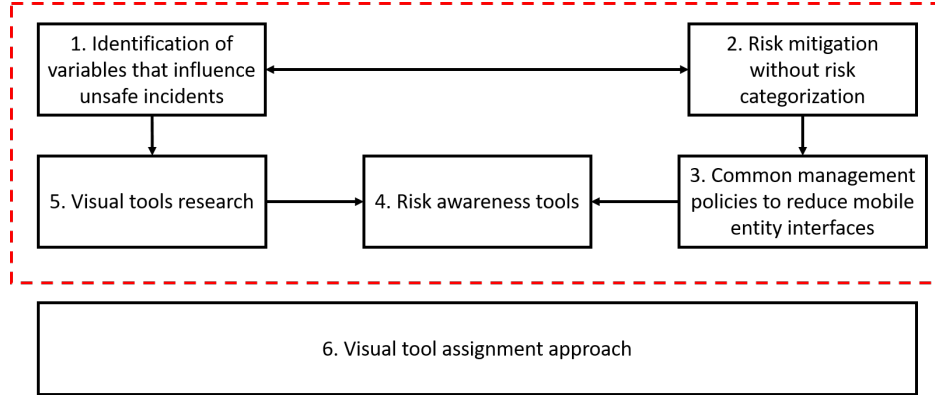 1. Identification of
variables that influence
unsafe incidents
2. Risk mitigation
without risk
categorization
5. Visual tools research
4. Risk awareness tools
3. Common management
policies to reduce mobile
entity interfaces
6. Visual tool assignment approach